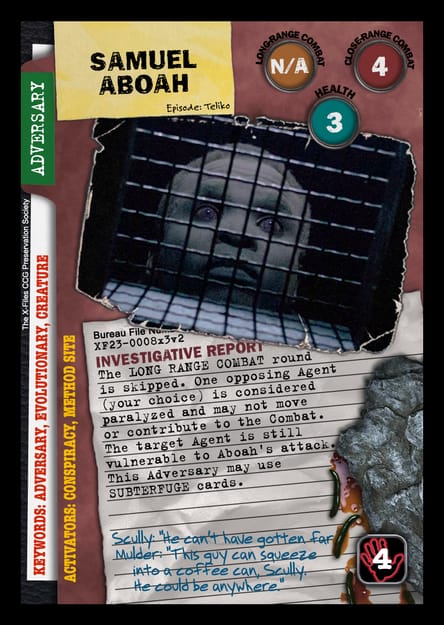 SAMUEL
ABOAH
Episode: Teliko
LONG-RANGE COMBAT
N/A
CLOSE-RANGE COMBAT
4
HEALTH
3
ADVERSARY
The X-Files CCG Preservation Society
KEYWORDS: ADVERSARY, EVOLUTIONARY, CREATURE
ACTIVATORS: CONSPIRACY, METHOD SITE
Bureau File
XF23-0008x3v2
INVESTIGATIVE REPORT
The LONG RANGE COMBAT round
is skipped. One opposing Agent
(your choice) is considered
paralyzed and may not move
or contribute to the Combat.
The target Agent is still
vulnerable to Aboah's attack.
This Adversary may use
SUBTERFUGE cards.
Scully: "He can't have gotten far
Mulder: "This guy can squeeze
into a coffee can, Scully.
He could be anywhere."
4